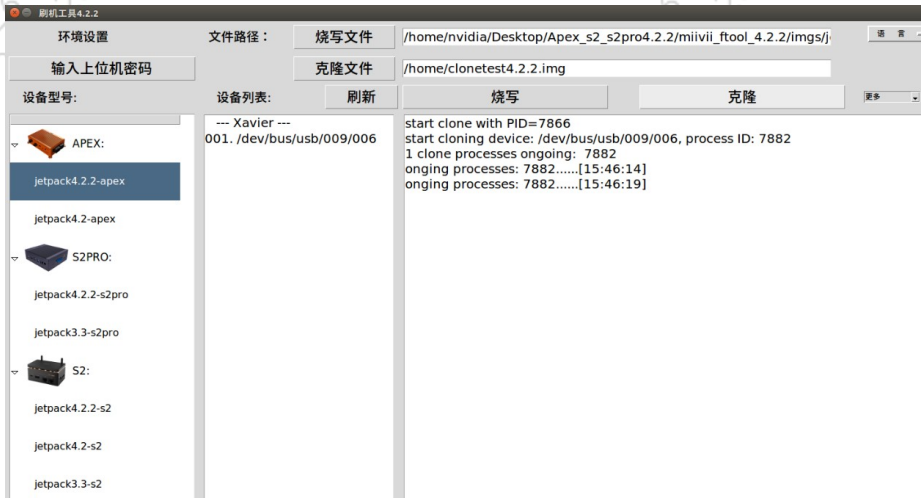 刷机工具4.2.2
环境设置
文件路径：
烧写文件
/home/nvidia/Desktop/Apex_s2_s2pro4.2.2/miivii_ftool_4.2.2/imgs/j
语 言
输入上位机密码
克隆文件
/home/clonetest4.2.2.img
设备型号:
设备列表:
刷新
烧写
克隆
更多
APEX:
jetpack4.2.2-apex
jetpack4.2-apex
S2PRO:
jetpack4.2.2-s2pro
jetpack3.3-s2pro
S2:
jetpack4.2.2-s2
jetpack4.2-s2
jetpack3.3-s2
--- Xavier ---
001. /dev/bus/usb/009/006
start clone with PID=7866
start cloning device: /dev/bus/usb/009/006, process ID: 7882
1 clone processes ongoing: 7882
onging processes: 7882......[15:46:14]
onging processes: 7882......[15:46:19]